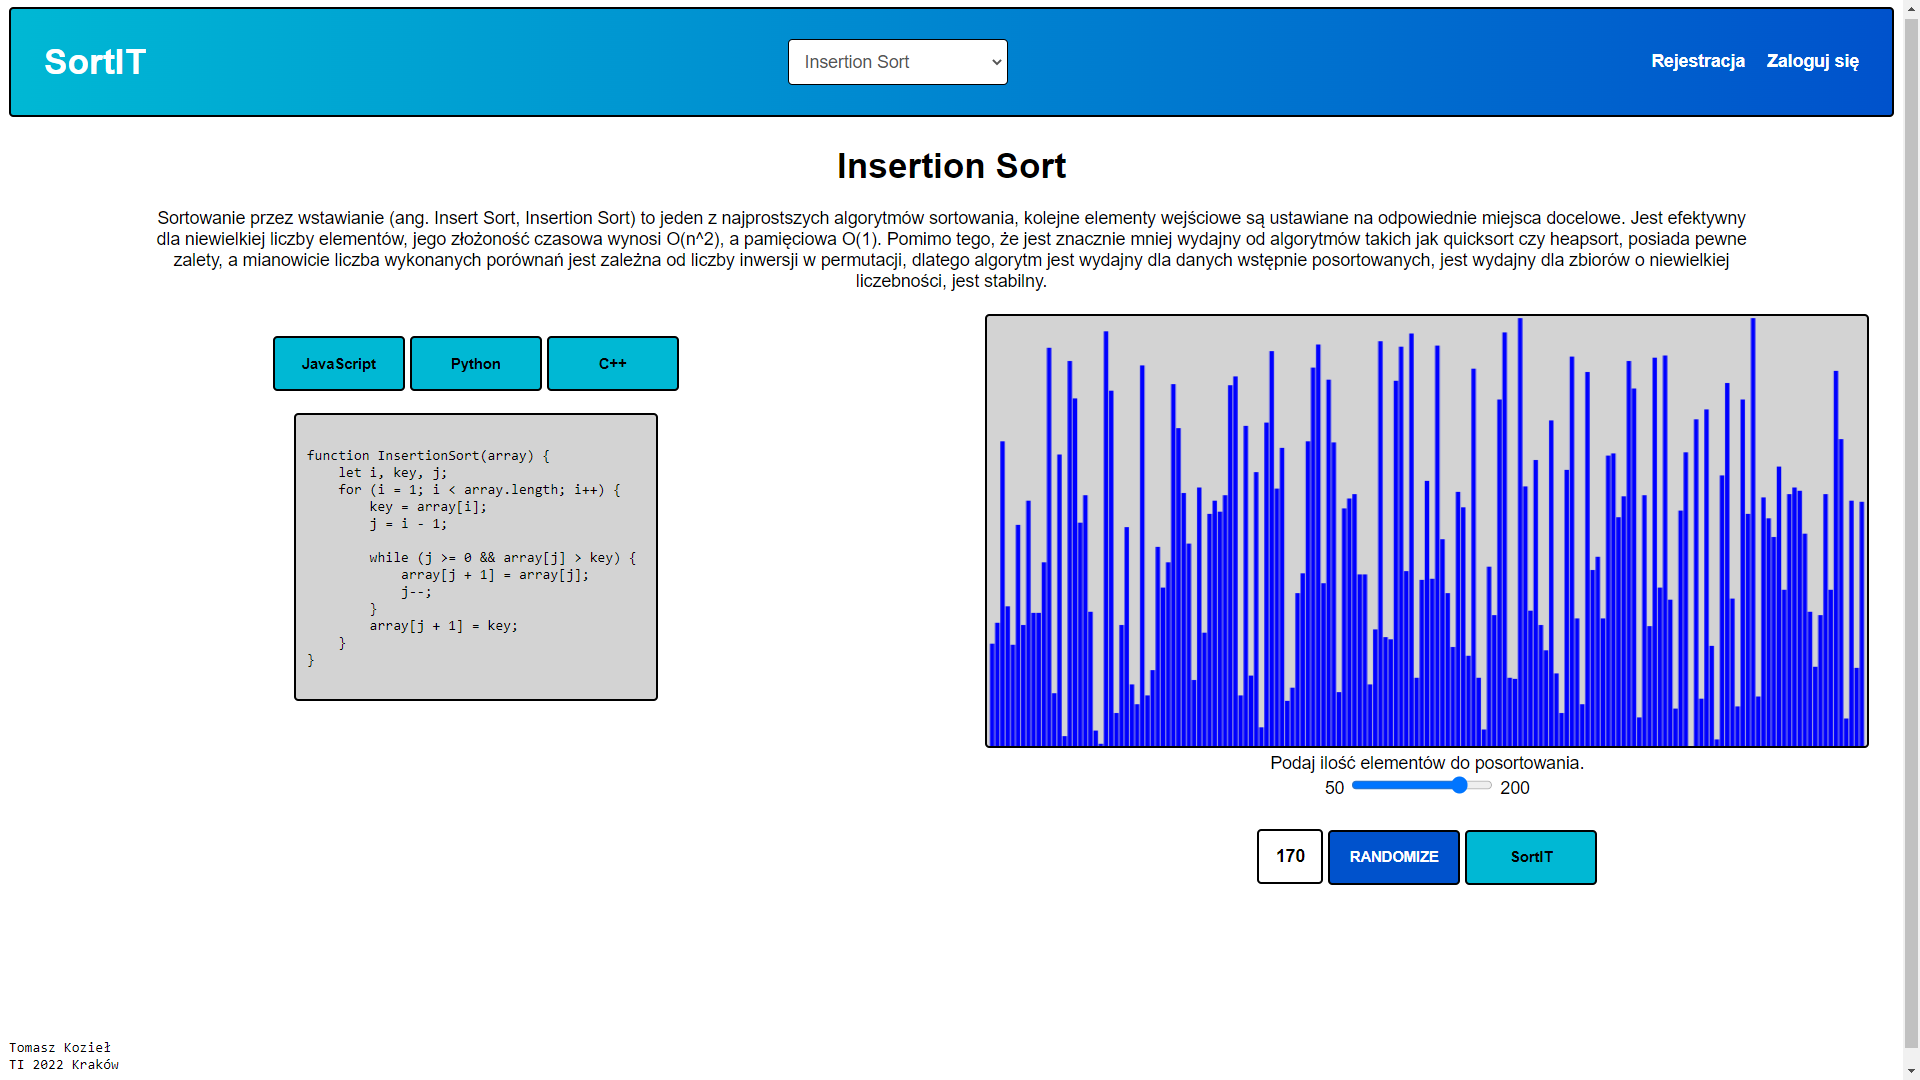 SortIT
Insertion Sort
Rejestracja Zaloguj się
Insertion Sort
Sortowanie przez wstawianie (ang. Insert Sort, Insertion Sort) to jeden z najprostszych algorytmów sortowania, kolejne elementy wejściowe są ustawiane na odpowiednie miejsca docelowe. Jest efektywny
dla niewielkiej liczby elementów, jego złożoność czasowa wynosi O(n^2), a pamięciowa O(1). Pomimo tego, że jest znacznie mniej wydajny od algorytmów takich jak quicksort czy heapsort, posiada pewne
zalety, a mianowicie liczba wykonanych porównań jest zależna od liczby inwersji w permutacji, dlatego algorytm jest wydajny dla danych wstępnie posortowanych, jest wydajny dla zbiorów o niewielkiej
liczebności, jest stabilny.
JavaScript Python C++
function InsertionSort(array) {
    let i, key, j;
    for (i = 1; i < array.length; i++) {
        key = array[i];
        j = i - 1;
        while (j >= 0 && array[j] > key) {
            array[j + 1] = array[j];
            j--;
        }
        array[j + 1] = key;
    }
}
Podaj ilość elementów do posortowania.
50 200
170 RANDOMIZE SortIT
Tomasz Kozieł
TI 2022 Kraków